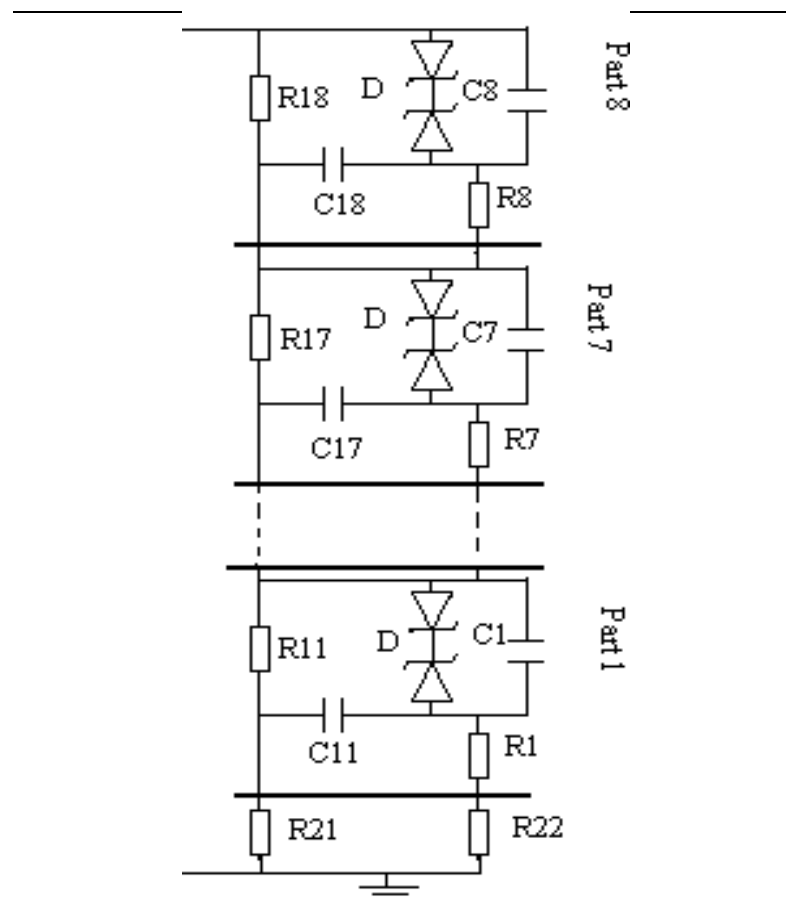 R18
D
C8
Part 8
C18
R8
R17
D
C7
Part 7
C17
R7
R11
D
C1
Part 1
C11
R1
R21
R22